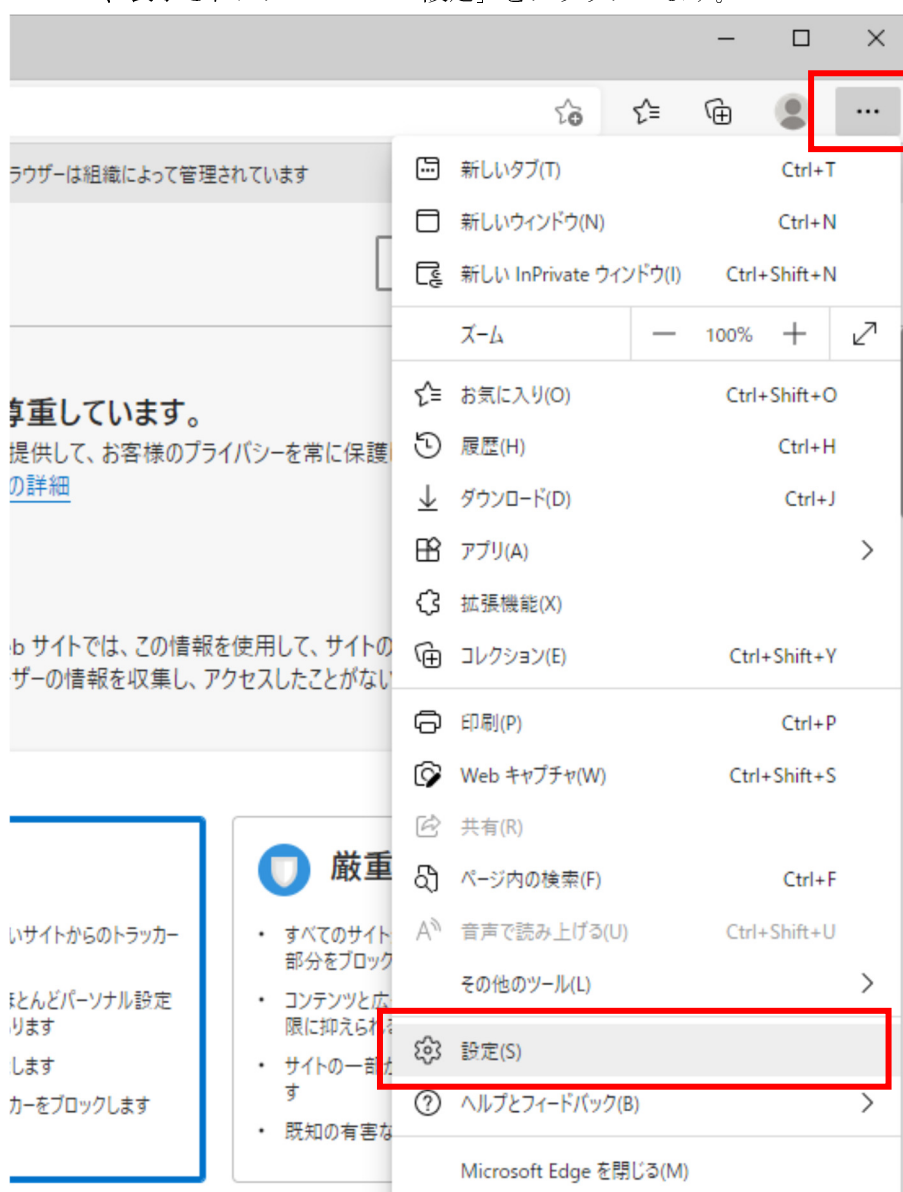 設定」
ラウザーは組織によって管理されています
新しいタブ(T) Ctrl+T
新しいウィンドウ(N) Ctrl+N
新しい InPrivate ウィンドウ(I) Ctrl+Shift+N
ズーム 100%
お気に入り(O) Ctrl+Shift+O
尊重しています。
履歴(H) Ctrl+H
提供して、お客様のプライバシーを常に保護
の詳細
ダウンロード(D) Ctrl+J
アプリ(A)
拡張機能(X)
eb サイトでは、この情報を使用して、サイトの
コレクション(E) Ctrl+Shift+Y
ーザーの情報を収集し、アクセスしたことがない
印刷(P) Ctrl+P
Web キャプチャ(W) Ctrl+Shift+S
共有(R)
厳重
ページ内の検索(F) Ctrl+F
いサイトからのトラッカー
・ すべてのサイト
音声で読み上げる(U) Ctrl+Shift+U
部分をブロック
その他のツール(L)
ほとんどパーソナル設定
・ コンテンツと広
ります
限に抑えられ
設定(S)
します
・ サイトの一部が
す
カーをブロックします
ヘルプとフィードバック(B)
・ 既知の有害な
Microsoft Edge を閉じる(M)